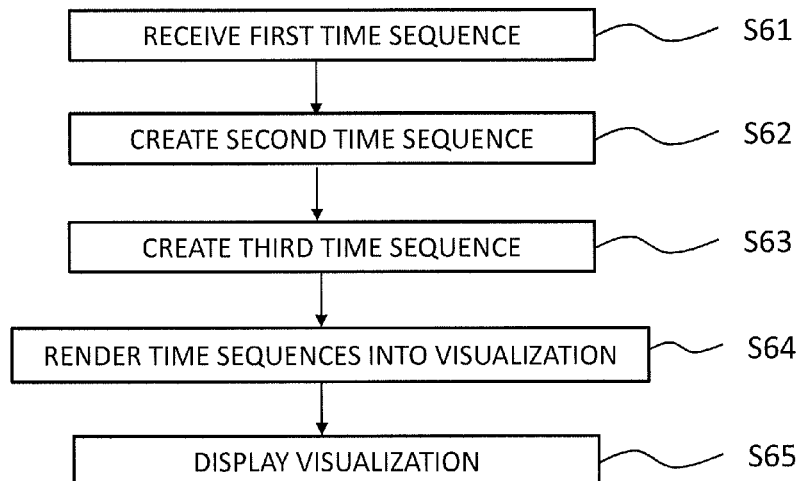 RECEIVE FIRST TIME SEQUENCE S61
CREATE SECOND TIME SEQUENCE S62
CREATE THIRD TIME SEQUENCE S63
RENDER TIME SEQUENCES INTO VISUALIZATION S64
DISPLAY VISUALIZATION S65